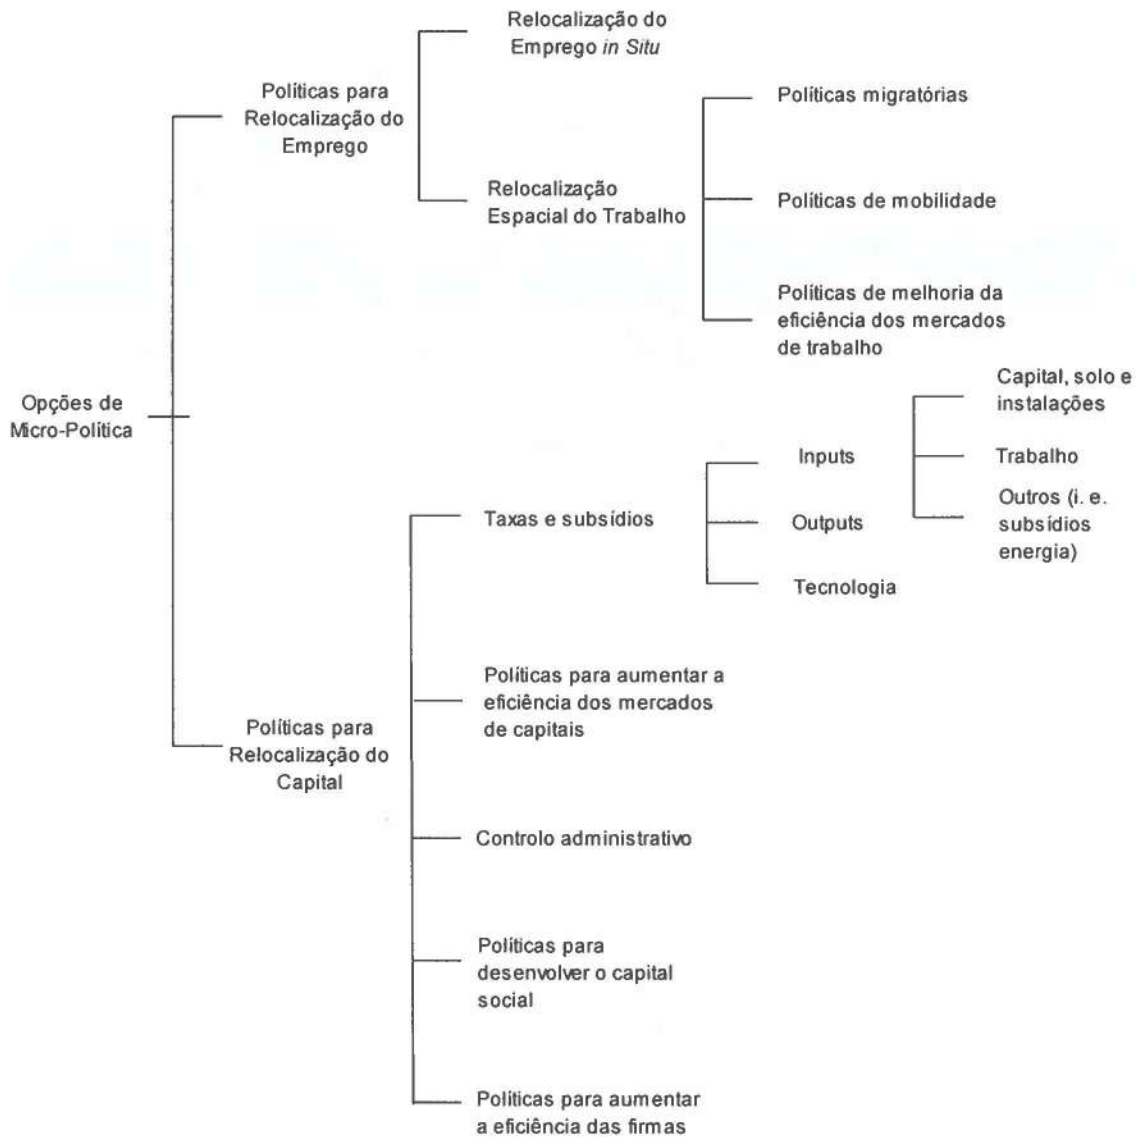 Opções de
Micro-Política
Políticas para
Relocalização do
Emprego
Relocalização do
Emprego in Situ
Relocalização
Espacial do Trabalho
Políticas migratórias
Políticas de mobilidade
Políticas de melhoria da
eficiência dos mercados
de trabalho
Políticas para
Relocalização do
Capital
Taxas e subsídios
Inputs
Capital, solo e
instalações
Trabalho
Outros (i. e.
subsídios
energia)
Outputs
Tecnologia
Políticas para aumentar a
eficiência dos mercados
de capitais
Controlo administrativo
Políticas para
desenvolver o capital
social
Políticas para aumentar
a eficiência das firmas